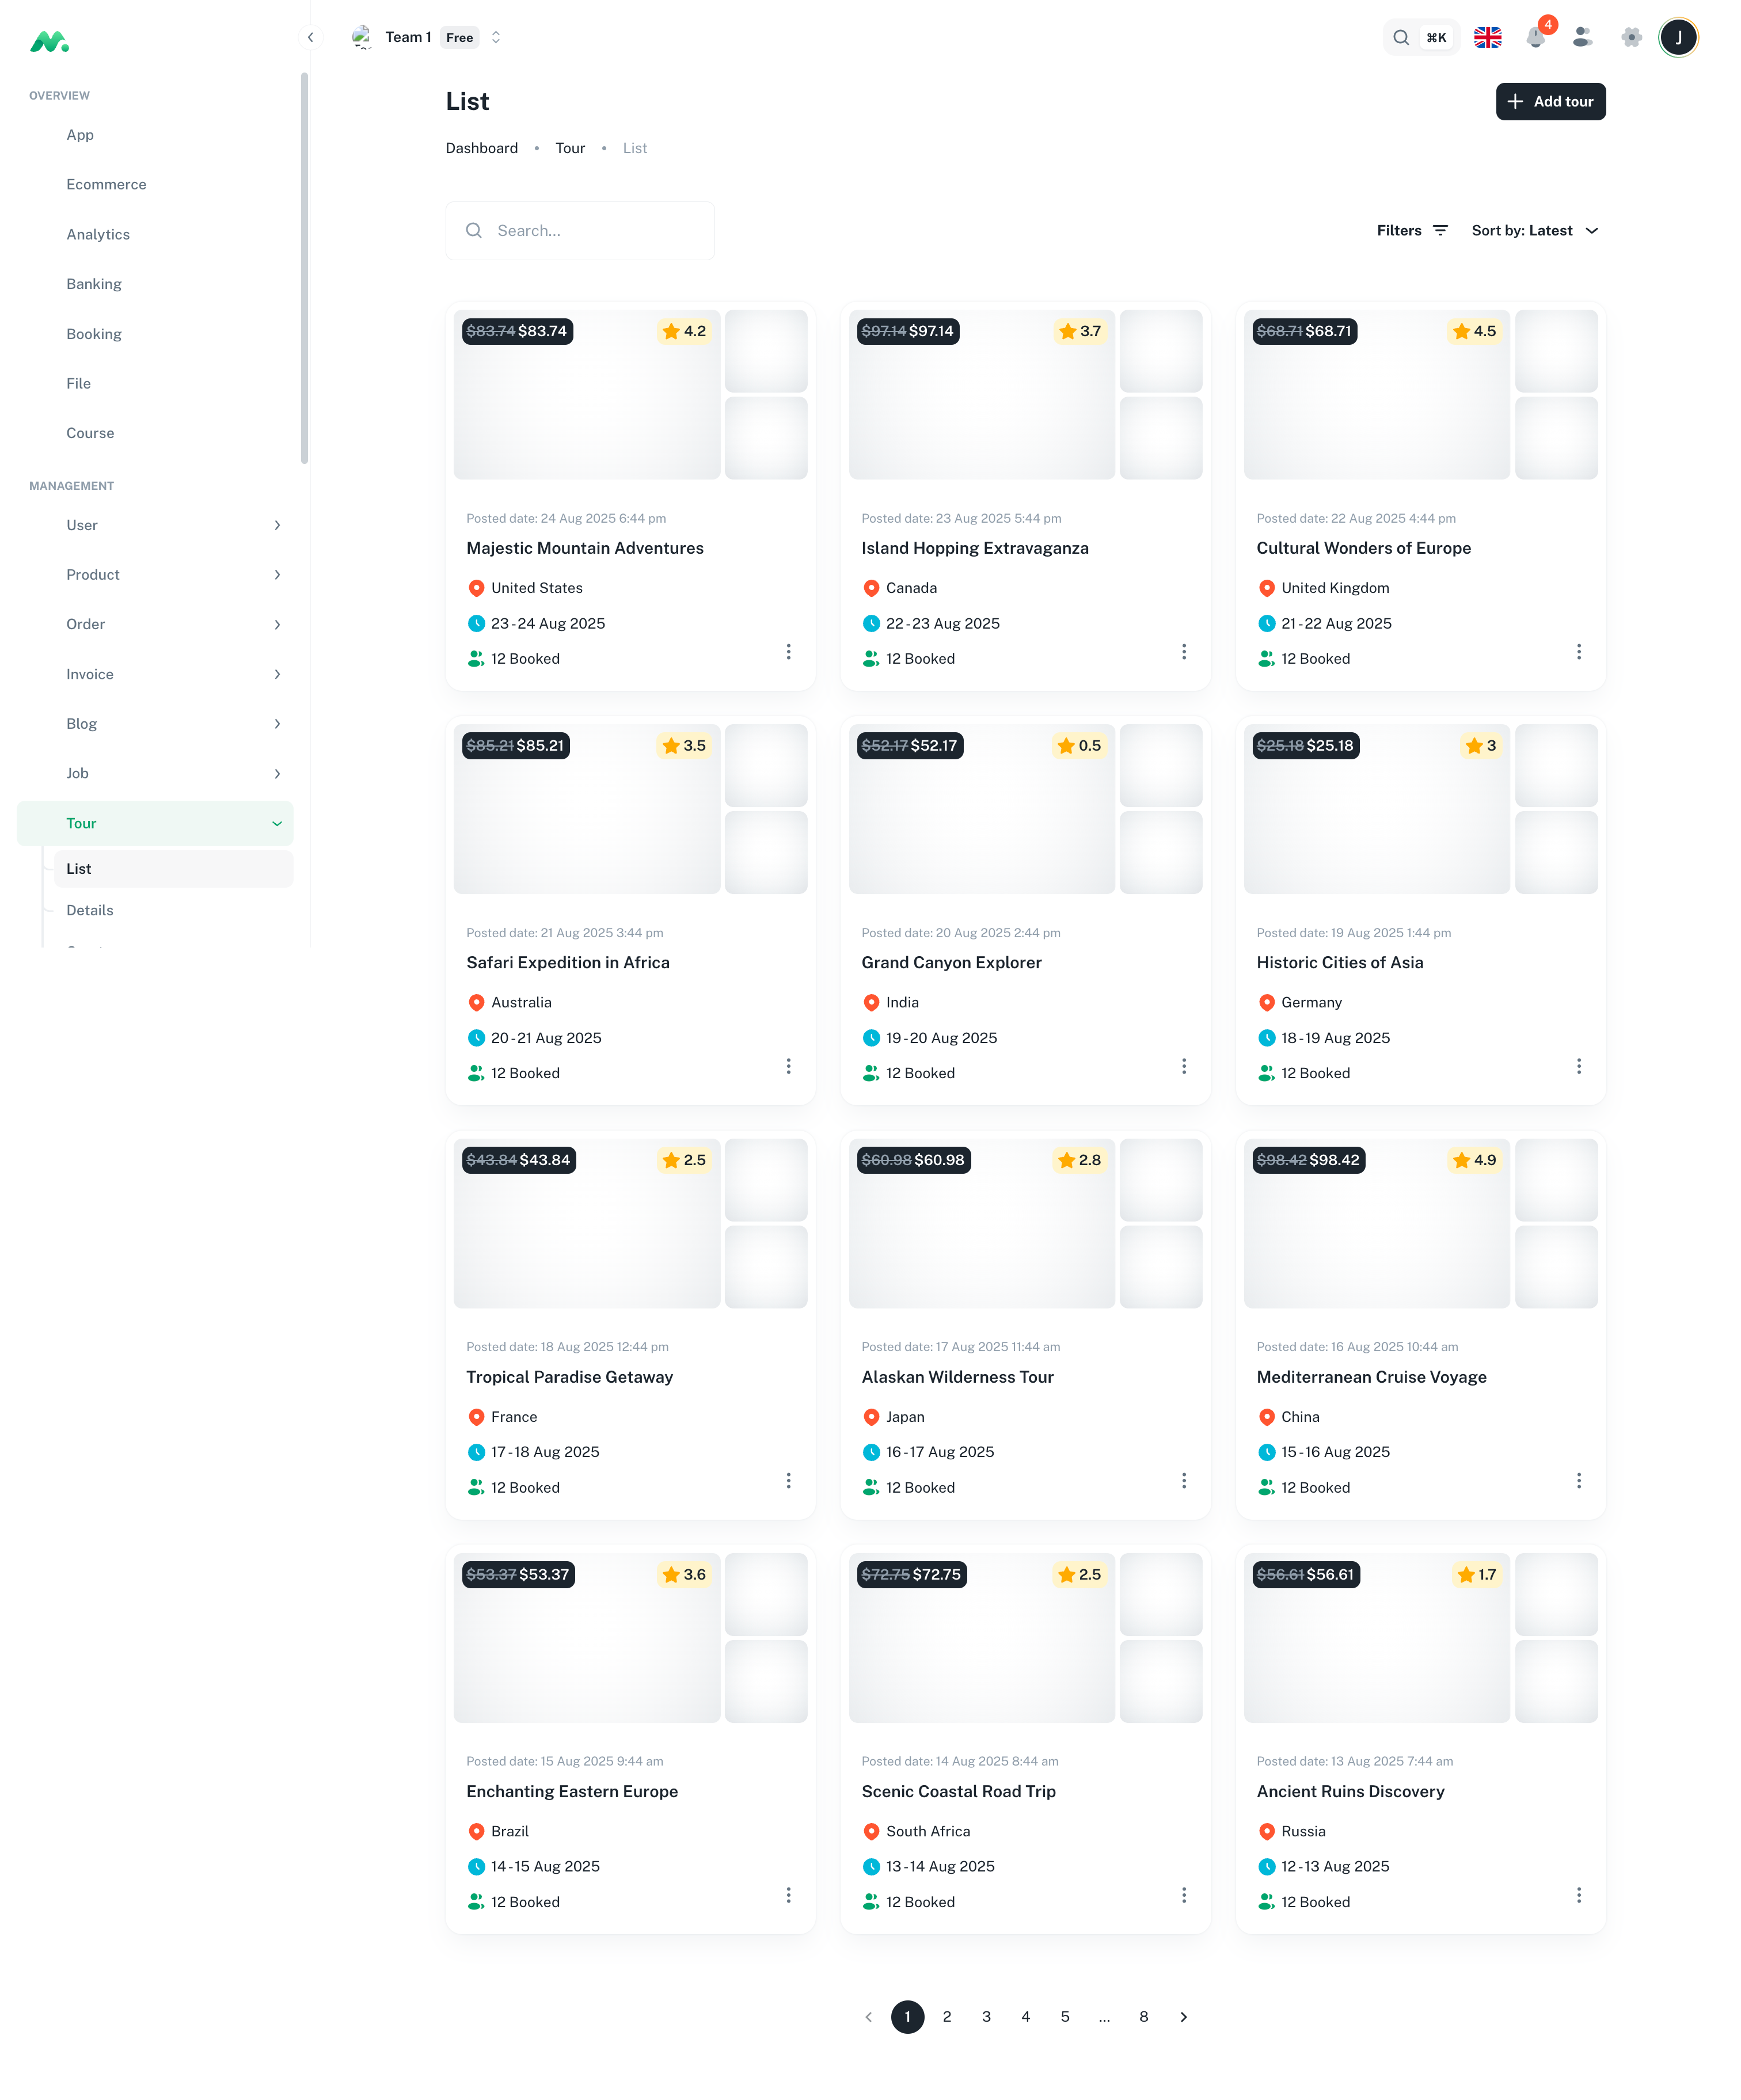 Team 1 Free
⌘K
4
J
OVERVIEW
App
Ecommerce
Analytics
Banking
Booking
File
Course
MANAGEMENT
User
Product
Order
Invoice
Blog
Job
Tour
List
Details
List
Add tour
Dashboard • Tour • List
Search...
Filters
Sort by: Latest
$83.74 $83.74
4.2
Posted date: 24 Aug 2025 6:44 pm
Majestic Mountain Adventures
United States
23 - 24 Aug 2025
12 Booked
$97.14 $97.14
3.7
Posted date: 23 Aug 2025 5:44 pm
Island Hopping Extravaganza
Canada
22 - 23 Aug 2025
12 Booked
$68.71 $68.71
4.5
Posted date: 22 Aug 2025 4:44 pm
Cultural Wonders of Europe
United Kingdom
21 - 22 Aug 2025
12 Booked
$85.21 $85.21
3.5
Posted date: 21 Aug 2025 3:44 pm
Safari Expedition in Africa
Australia
20 - 21 Aug 2025
12 Booked
$52.17 $52.17
0.5
Posted date: 20 Aug 2025 2:44 pm
Grand Canyon Explorer
India
19 - 20 Aug 2025
12 Booked
$25.18 $25.18
3
Posted date: 19 Aug 2025 1:44 pm
Historic Cities of Asia
Germany
18 - 19 Aug 2025
12 Booked
$43.84 $43.84
2.5
Posted date: 18 Aug 2025 12:44 pm
Tropical Paradise Getaway
France
17 - 18 Aug 2025
12 Booked
$60.98 $60.98
2.8
Posted date: 17 Aug 2025 11:44 am
Alaskan Wilderness Tour
Japan
16 - 17 Aug 2025
12 Booked
$98.42 $98.42
4.9
Posted date: 16 Aug 2025 10:44 am
Mediterranean Cruise Voyage
China
15 - 16 Aug 2025
12 Booked
$53.37 $53.37
3.6
Posted date: 15 Aug 2025 9:44 am
Enchanting Eastern Europe
Brazil
14 - 15 Aug 2025
12 Booked
$72.75 $72.75
2.5
Posted date: 14 Aug 2025 8:44 am
Scenic Coastal Road Trip
South Africa
13 - 14 Aug 2025
12 Booked
$56.61 $56.61
1.7
Posted date: 13 Aug 2025 7:44 am
Ancient Ruins Discovery
Russia
12 - 13 Aug 2025
12 Booked
1 2 3 4 5 ... 8